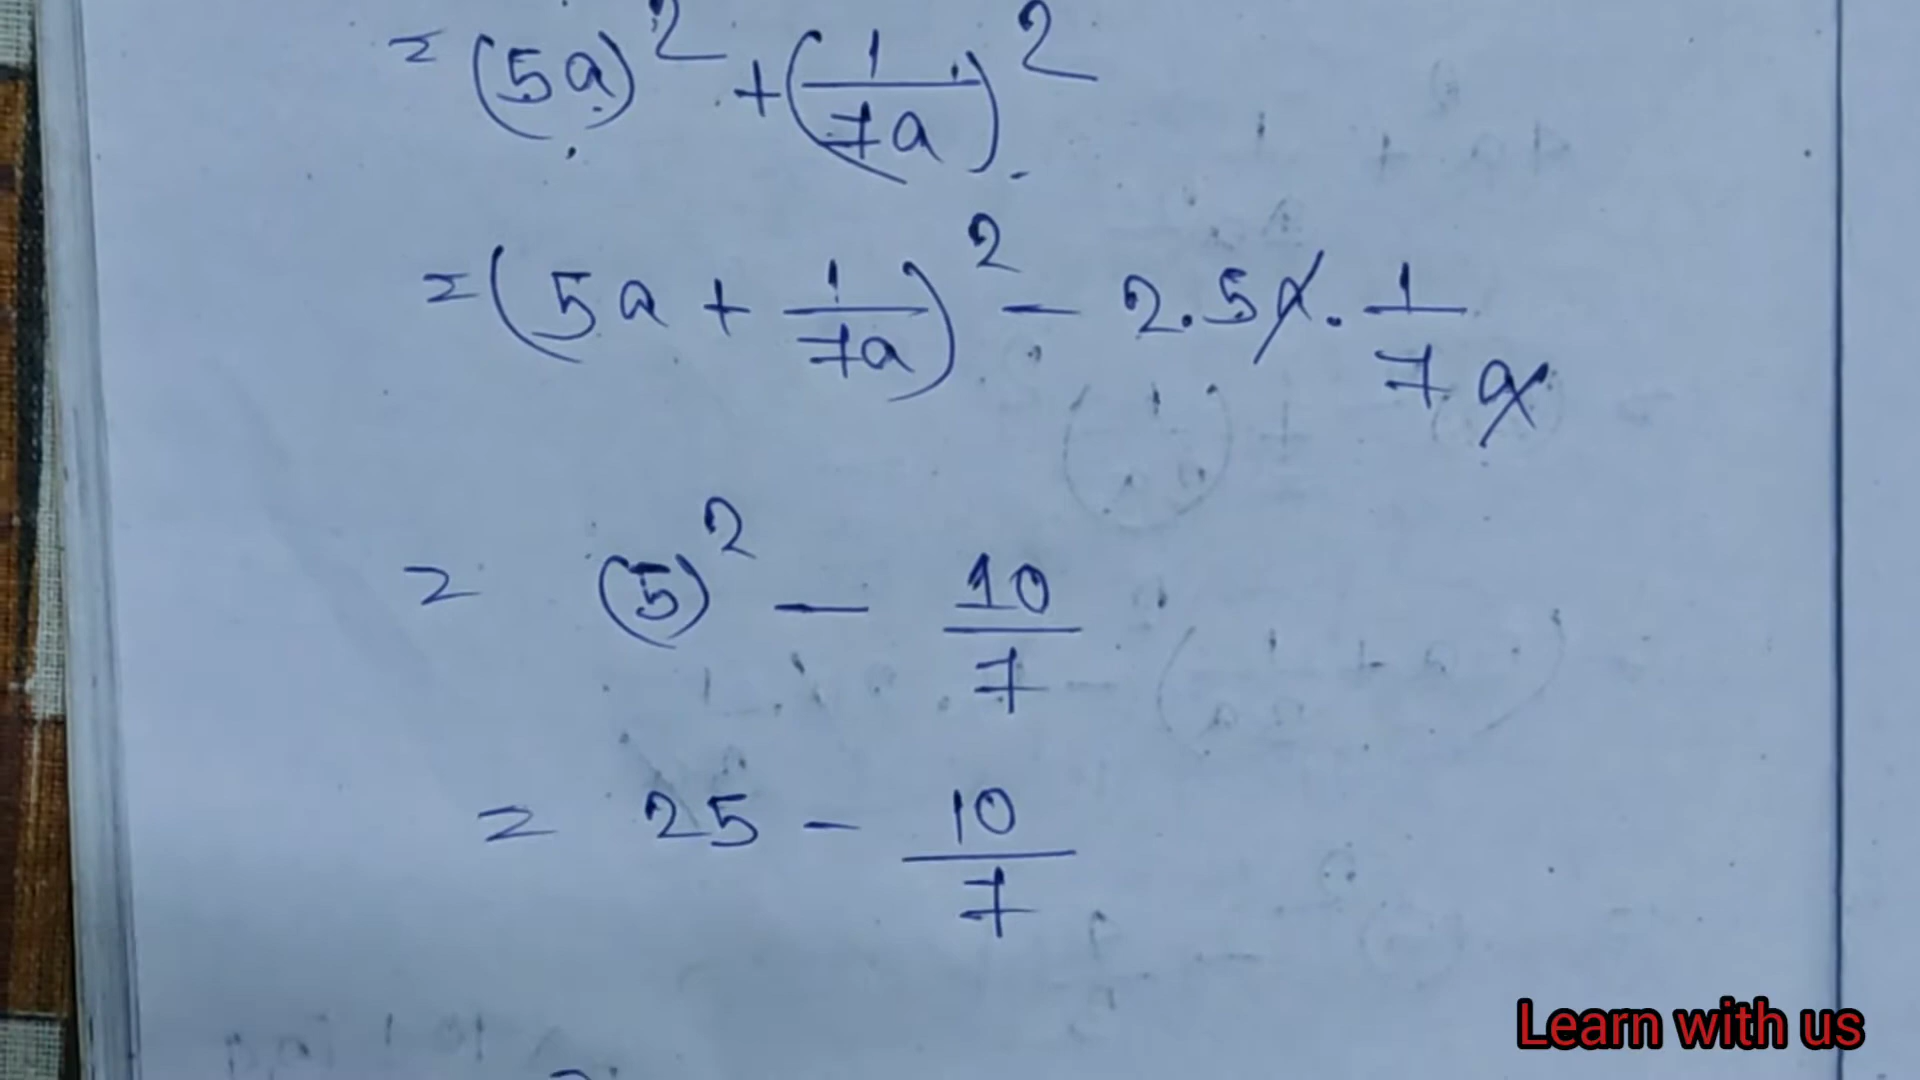 = (5a)² + (1/7a)²
= (5a + 1/7a)² - 2.5a. 1/7a
= (5)² - 10/7
= 25 - 10/7
Learn with us